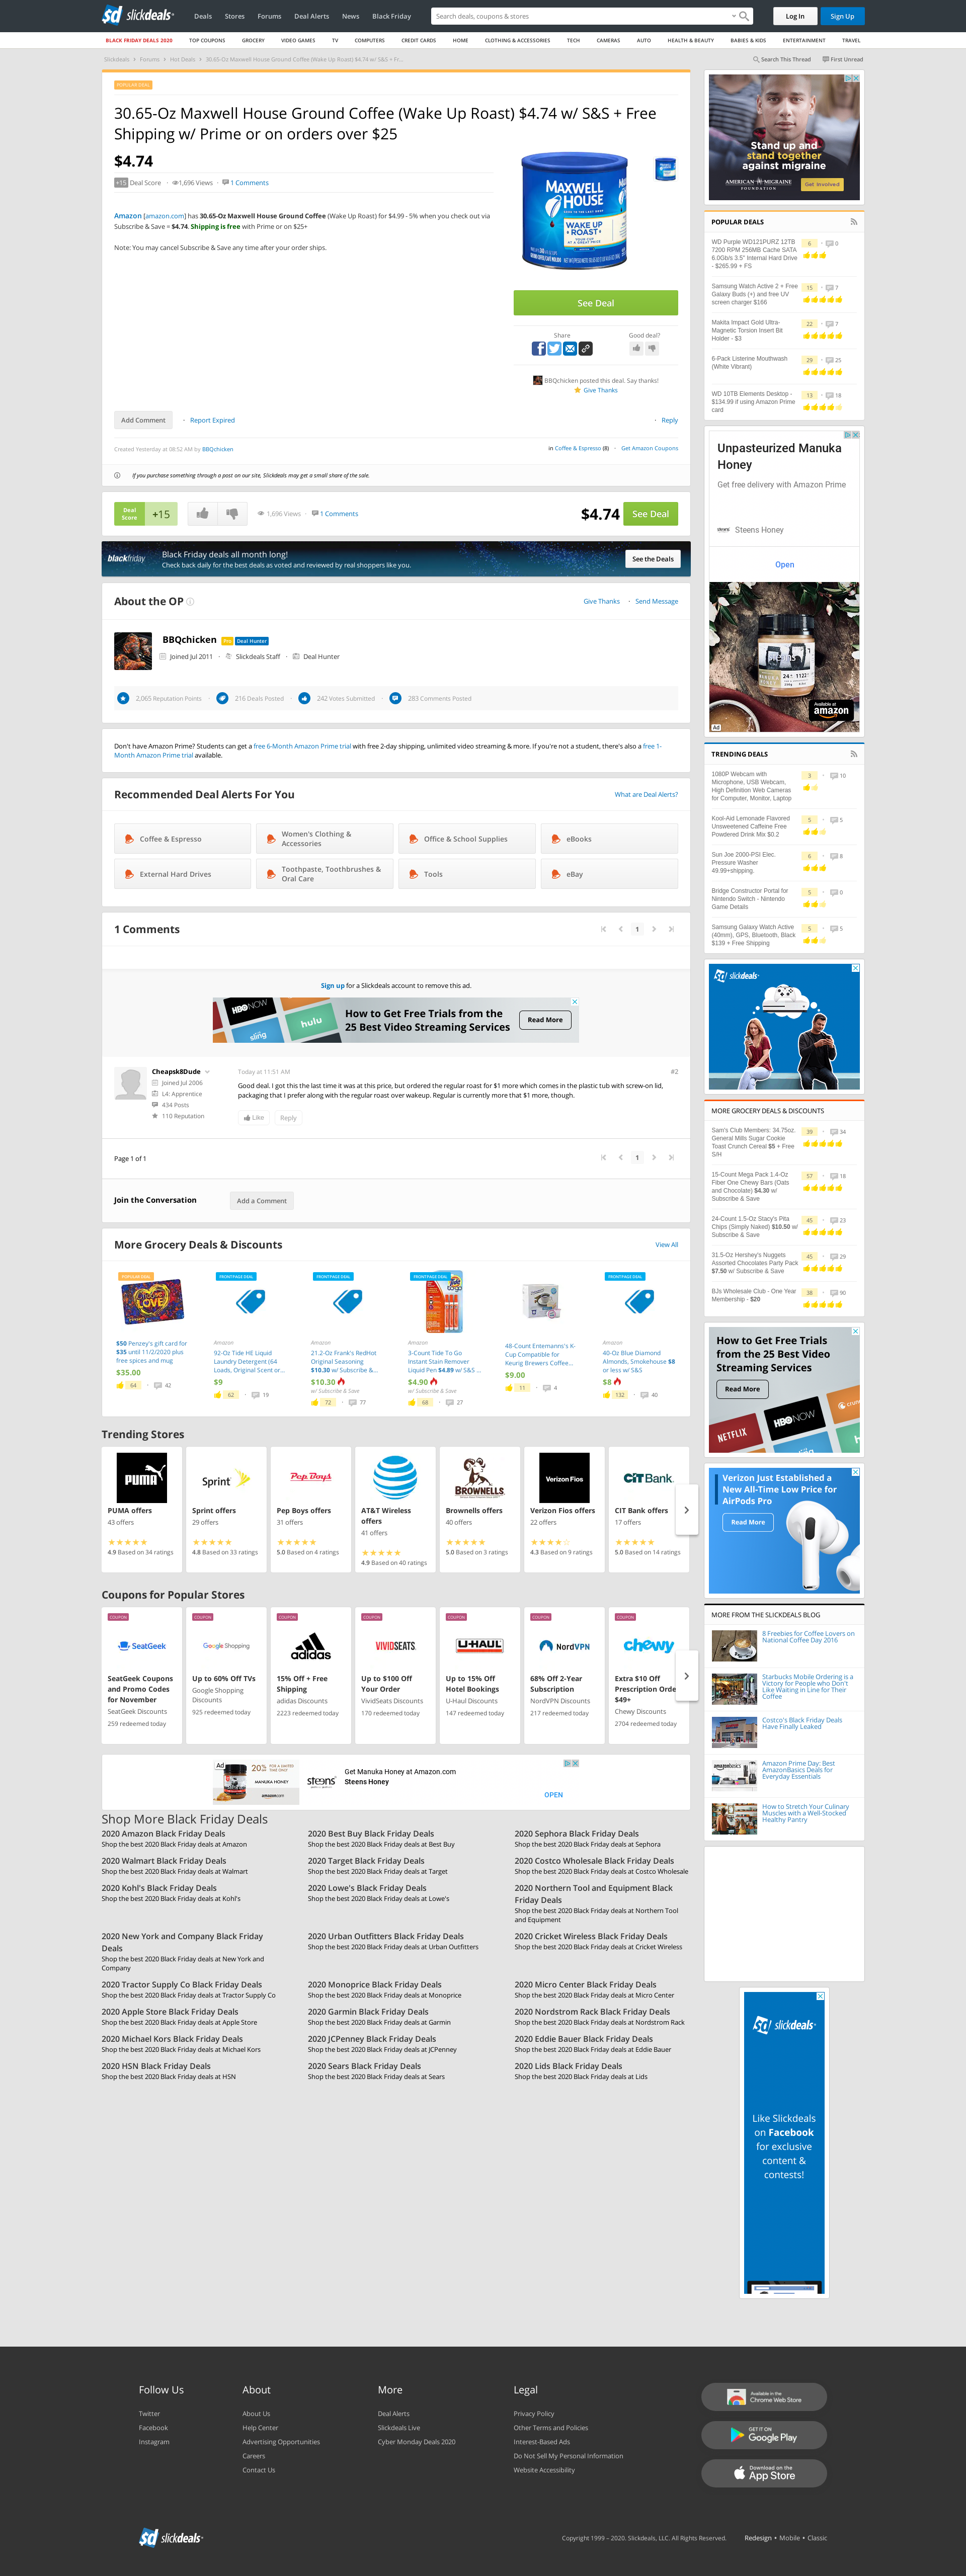 slickdeals
Deals Stores Forums Deal Alerts News Black Friday
Search deals, coupons & stores
Log In Sign Up
BLACK FRIDAY DEALS 2020 TOP COUPONS GROCERY VIDEO GAMES TV COMPUTERS CREDIT CARDS HOME CLOTHING & ACCESSORIES TECH CAMERAS AUTO HEALTH & BEAUTY BABIES & KIDS ENTERTAINMENT TRAVEL
Slickdeals Forums Hot Deals 30.65-Oz Maxwell House Ground Coffee (Wake Up Roast) $4.74 w/ S&S + Fr...
Search This Thread First Unread
POPULAR DEAL
30.65-Oz Maxwell House Ground Coffee (Wake Up Roast) $4.74 w/ S&S + Free
Shipping w/ Prime or on orders over $25
$4.74
+15 Deal Score 1,696 Views 1 Comments
Amazon [amazon.com] has 30.65-Oz Maxwell House Ground Coffee (Wake Up Roast) for $4.99 - 5% when you check out via
Subscribe & Save = $4.74. Shipping is free with Prime or on $25+
Note: You may cancel Subscribe & Save any time after your orders ship.
MAXWELL
HOUSE
WAKE UP
ROAST
See Deal
Share Good deal?
BBQchicken posted this deal. Say thanks!
Give Thanks
Add Comment Report Expired Reply
Created Yesterday at 08:52 AM by BBQchicken
in Coffee & Espresso (8) Get Amazon Coupons
If you purchase something through a post on our site, Slickdeals may get a small share of the sale.
Deal
Score
+15
1,696 Views 1 Comments
$4.74 See Deal
blackfriday
Black Friday deals all month long!
Check back daily for the best deals as voted and reviewed by real shoppers like you.
See the Deals
About the OP
Give Thanks Send Message
BBQchicken Pro Deal Hunter
Joined Jul 2011 Slickdeals Staff Deal Hunter
2,065 Reputation Points 216 Deals Posted 242 Votes Submitted 283 Comments Posted
Don't have Amazon Prime? Students can get a free 6-Month Amazon Prime trial with free 2-day shipping, unlimited video streaming & more. If you're not a student, there's also a free 1-
Month Amazon Prime trial available.
Recommended Deal Alerts For You
What are Deal Alerts?
Coffee & Espresso
Women's Clothing &
Accessories
Office & School Supplies
eBooks
External Hard Drives
Toothpaste, Toothbrushes &
Oral Care
Tools
eBay
1 Comments
1
Sign up for a Slickdeals account to remove this ad.
HBO NOW
sling
hulu
How to Get Free Trials from the
25 Best Video Streaming Services
Read More
Cheapsk8Dude
Joined Jul 2006
L4: Apprentice
434 Posts
110 Reputation
Today at 11:51 AM
#2
Good deal. I got this the last time it was at this price, but ordered the regular roast for $1 more which comes in the plastic tub with screw-on lid,
packaging that I prefer along with the regular roast over wakeup. Regular is currently more that $1 more, though.
Like Reply
Page 1 of 1
1
Join the Conversation
Add a Comment
More Grocery Deals & Discounts
View All
POPULAR DEAL
$50 Penzey's gift card for
$35 until 11/2/2020 plus
free spices and mug
$35.00
64 42
FRONTPAGE DEAL
Amazon
92-Oz Tide HE Liquid
Laundry Detergent (64
Loads, Original Scent or...
$9
62 19
FRONTPAGE DEAL
Amazon
21.2-Oz Frank's RedHot
Original Seasoning
$10.30 w/ Subscribe &...
$10.30
w/ Subscribe & Save
72 77
FRONTPAGE DEAL
Amazon
3-Count Tide To Go
Instant Stain Remover
Liquid Pen $4.89 w/ S&S ...
$4.90
w/ Subscribe & Save
68 27
48-Count Entemanns's K-
Cup Compatible for
Keurig Brewers Coffee...
$9.00
11 4
FRONTPAGE DEAL
Amazon
40-Oz Blue Diamond
Almonds, Smokehouse $8
or less w/ S&S
$8
132 40
Trending Stores
PUMA
PUMA offers
43 offers
4.9 Based on 34 ratings
Sprint
Sprint offers
29 offers
4.8 Based on 33 ratings
Pep Boys
Pep Boys offers
31 offers
5.0 Based on 4 ratings
AT&T Wireless
offers
41 offers
4.9 Based on 40 ratings
BROWNELLS
Brownells offers
40 offers
5.0 Based on 3 ratings
Verizon Fios
Verizon Fios offers
22 offers
4.3 Based on 9 ratings
CIT Bank
CIT Bank offers
17 offers
5.0 Based on 14 ratings
Coupons for Popular Stores
COUPON
SeatGeek
SeatGeek Coupons
and Promo Codes
for November
SeatGeek Discounts
259 redeemed today
COUPON
Google Shopping
Up to 60% Off TVs
Google Shopping
Discounts
925 redeemed today
COUPON
adidas
15% Off + Free
Shipping
adidas Discounts
2223 redeemed today
COUPON
VIVID SEATS
Up to $100 Off
Your Order
VividSeats Discounts
170 redeemed today
COUPON
U-HAUL
Up to 15% Off
Hotel Bookings
U-Haul Discounts
147 redeemed today
COUPON
NordVPN
68% Off 2-Year
Subscription
NordVPN Discounts
217 redeemed today
COUPON
chewy
Extra $10 Off
Prescription Orde
$49+
Chewy Discounts
2704 redeemed today
Ad
20%
MANUKA HONEY
steens
Get Manuka Honey at Amazon.com
Steens Honey
OPEN
Shop More Black Friday Deals
2020 Amazon Black Friday Deals
Shop the best 2020 Black Friday deals at Amazon
2020 Best Buy Black Friday Deals
Shop the best 2020 Black Friday deals at Best Buy
2020 Sephora Black Friday Deals
Shop the best 2020 Black Friday deals at Sephora
2020 Walmart Black Friday Deals
Shop the best 2020 Black Friday deals at Walmart
2020 Target Black Friday Deals
Shop the best 2020 Black Friday deals at Target
2020 Costco Wholesale Black Friday Deals
Shop the best 2020 Black Friday deals at Costco Wholesale
2020 Kohl's Black Friday Deals
Shop the best 2020 Black Friday deals at Kohl's
2020 Lowe's Black Friday Deals
Shop the best 2020 Black Friday deals at Lowe's
2020 Northern Tool and Equipment Black
Friday Deals
Shop the best 2020 Black Friday deals at Northern Tool
and Equipment
2020 New York and Company Black Friday
Deals
Shop the best 2020 Black Friday deals at New York and
Company
2020 Urban Outfitters Black Friday Deals
Shop the best 2020 Black Friday deals at Urban Outfitters
2020 Cricket Wireless Black Friday Deals
Shop the best 2020 Black Friday deals at Cricket Wireless
2020 Tractor Supply Co Black Friday Deals
Shop the best 2020 Black Friday deals at Tractor Supply Co
2020 Monoprice Black Friday Deals
Shop the best 2020 Black Friday deals at Monoprice
2020 Micro Center Black Friday Deals
Shop the best 2020 Black Friday deals at Micro Center
2020 Apple Store Black Friday Deals
Shop the best 2020 Black Friday deals at Apple Store
2020 Garmin Black Friday Deals
Shop the best 2020 Black Friday deals at Garmin
2020 Nordstrom Rack Black Friday Deals
Shop the best 2020 Black Friday deals at Nordstrom Rack
2020 Michael Kors Black Friday Deals
Shop the best 2020 Black Friday deals at Michael Kors
2020 JCPenney Black Friday Deals
Shop the best 2020 Black Friday deals at JCPenney
2020 Eddie Bauer Black Friday Deals
Shop the best 2020 Black Friday deals at Eddie Bauer
2020 HSN Black Friday Deals
Shop the best 2020 Black Friday deals at HSN
2020 Sears Black Friday Deals
Shop the best 2020 Black Friday deals at Sears
2020 Lids Black Friday Deals
Shop the best 2020 Black Friday deals at Lids
Stand up and
stand together
against migraine
AMERICAN MIGRAINE
FOUNDATION
Get Involved
POPULAR DEALS
WD Purple WD121PURZ 12TB
7200 RPM 256MB Cache SATA
6.0Gb/s 3.5" Internal Hard Drive
- $265.99 + FS
6 0
Samsung Watch Active 2 + Free
Galaxy Buds (+) and free UV
screen charger $166
15 7
Makita Impact Gold Ultra-
Magnetic Torsion Insert Bit
Holder - $3
22 7
6-Pack Listerine Mouthwash
(White Vibrant)
29 25
WD 10TB Elements Desktop -
$134.99 if using Amazon Prime
card
13 18
Unpasteurized Manuka
Honey
Get free delivery with Amazon Prime
Steens Honey
Open
Available at
amazon
Ad
TRENDING DEALS
1080P Webcam with
Microphone, USB Webcam,
High Definition Web Cameras
for Computer, Monitor, Laptop
3 10
Kool-Aid Lemonade Flavored
Unsweetened Caffeine Free
Powdered Drink Mix $0.2
5 5
Sun Joe 2000-PSI Elec.
Pressure Washer
49.99+shipping.
6 8
Bridge Constructor Portal for
Nintendo Switch - Nintendo
Game Details
5 0
Samsung Galaxy Watch Active
(40mm), GPS, Bluetooth, Black
$139 + Free Shipping
5 5
slickdeals
MORE GROCERY DEALS & DISCOUNTS
Sam's Club Members: 34.75oz.
General Mills Sugar Cookie
Toast Crunch Cereal $5 + Free
S/H
39 34
15-Count Mega Pack 1.4-Oz
Fiber One Chewy Bars (Oats
and Chocolate) $4.30 w/
Subscribe & Save
57 18
24-Count 1.5-Oz Stacy's Pita
Chips (Simply Naked) $10.50 w/
Subscribe & Save
45 23
31.5-Oz Hershey's Nuggets
Assorted Chocolates Party Pack
$7.50 w/ Subscribe & Save
45 29
BJs Wholesale Club - One Year
Membership - $20
38 90
How to Get Free Trials
from the 25 Best Video
Streaming Services
Read More
NETFLIX
HBO NOW
hulu
Verizon Just Established a
New All-Time Low Price for
AirPods Pro
Read More
MORE FROM THE SLICKDEALS BLOG
8 Freebies for Coffee Lovers on
National Coffee Day 2016
Starbucks Mobile Ordering is a
Victory for People who Don't
Like Waiting in Line for Their
Coffee
Costco's Black Friday Deals
Have Finally Leaked
amazonbasics
Amazon Prime Day: Best
AmazonBasics Deals for
Everyday Essentials
How to Stretch Your Culinary
Muscles with a Well-Stocked
Healthy Pantry
slickdeals
Like Slickdeals
on Facebook
for exclusive
content &
contests!
Follow Us
Twitter
Facebook
Instagram
About
About Us
Help Center
Advertising Opportunities
Careers
Contact Us
More
Deal Alerts
Slickdeals Live
Cyber Monday Deals 2020
Legal
Privacy Policy
Other Terms and Policies
Interest-Based Ads
Do Not Sell My Personal Information
Website Accessibility
Available in the
Chrome Web Store
GET IT ON
Google Play
Download on the
App Store
slickdeals
Copyright 1999 – 2020. Slickdeals, LLC. All Rights Reserved. Redesign • Mobile • Classic